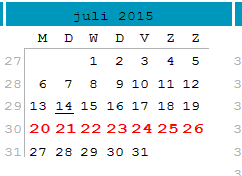 juli 2015
M D W D V Z Z
27 1 2 3 4 5 3
28 6 7 8 9 10 11 12 3
29 13 14 15 16 17 18 19 3
30 20 21 22 23 24 25 26 3
31 27 28 29 30 31 3
3